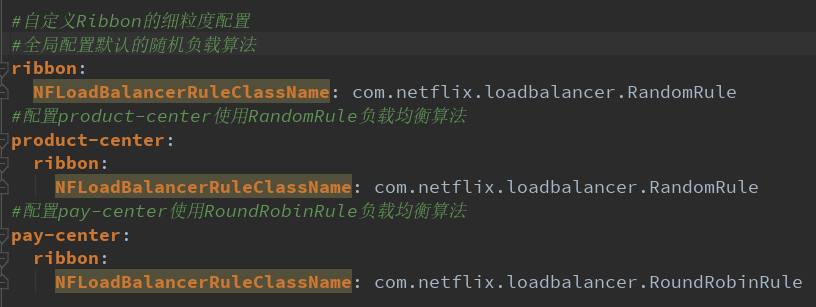 #自定义Ribbon的细粒度配置
#全局配置默认的随机负载算法
ribbon:
  NFLoadBalancerRuleClassName: com.netflix.loadbalancer.RandomRule
#配置product-center使用RandomRule负载均衡算法
product-center:
  ribbon:
    NFLoadBalancerRuleClassName: com.netflix.loadbalancer.RandomRule
#配置pay-center使用RoundRobinRule负载均衡算法
pay-center:
  ribbon:
    NFLoadBalancerRuleClassName: com.netflix.loadbalancer.RoundRobinRule